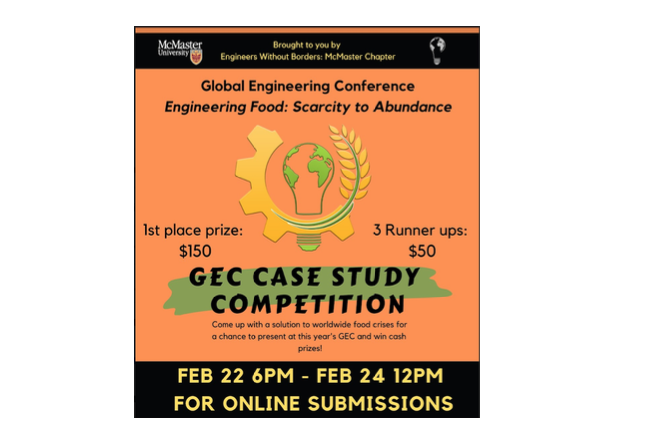 McMaster
University
Brought to you by
Engineers Without Borders: McMaster Chapter
Global Engineering Conference
Engineering Food: Scarcity to Abundance
1st place prize:
$150
3 Runner ups:
$50
GEC CASE STUDY
COMPETITION
Come up with a solution to worldwide food crises for
a chance to present at this year's GEC and win cash
prizes!
FEB 22 6PM - FEB 24 12PM
FOR ONLINE SUBMISSIONS